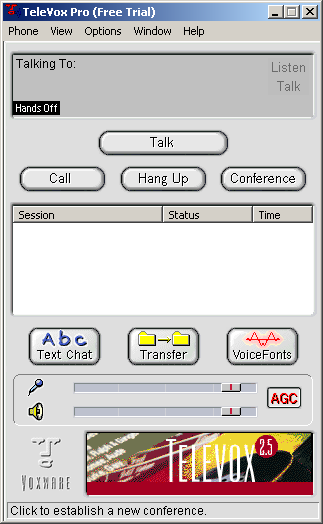 TeleVox Pro (Free Trial)
Phone View Options Window Help
Talking To:
Listen
Talk
Hands Off
Talk
Call Hang Up Conference
Session Status Time
Abc
Text Chat Transfer VoiceFonts
AGC
TELEVOX 2.5
VOXWARE
Click to establish a new conference.